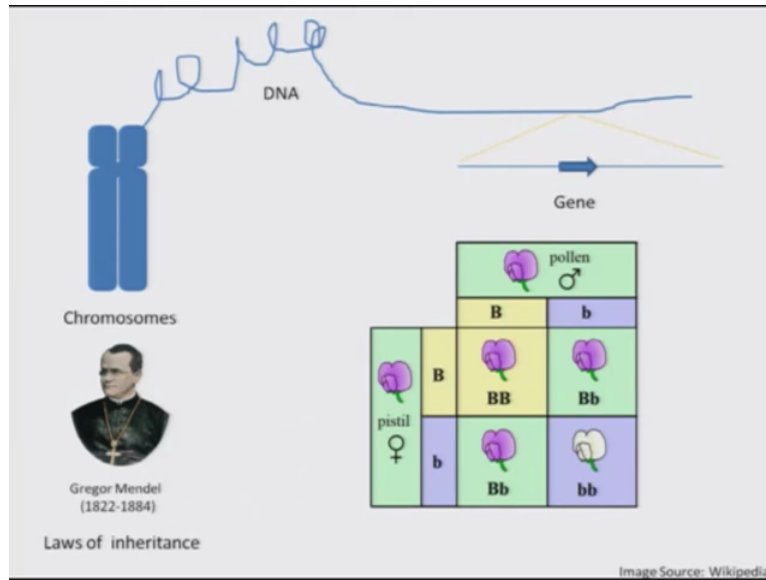 DNA
Gene
Chromosomes
pollen
♂
B b
B BB Bb
pistil
♀
b Bb bb
Gregor Mendel
(1822-1884)
Laws of inheritance
Image Source: Wikipedia